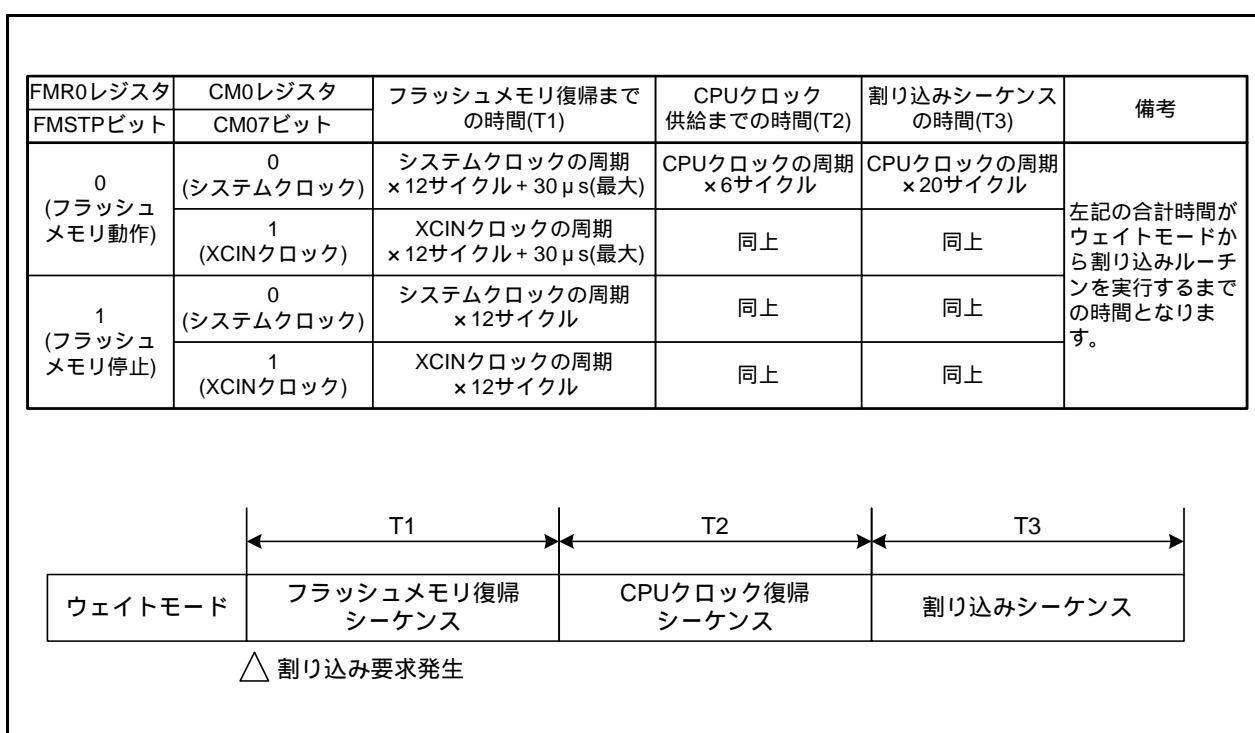 FMR0レジスタ
FMSTPビット
CM0レジスタ
CM07ビット
フラッシュメモリ復帰まで
の時間(T1)
CPUクロック
供給までの時間(T2)
割り込みシーケンス
の時間(T3)
備考
0
(フラッシュ
メモリ動作)
0
(システムクロック)
システムクロックの周期
×12サイクル + 30μs(最大)
CPUクロックの周期
×6サイクル
CPUクロックの周期
×20サイクル
左記の合計時間が
ウェイトモードか
ら割り込みルーチ
ンを実行するまで
の時間となりま
す。
1
(XCINクロック)
XCINクロックの周期
×12サイクル + 30μs(最大)
同上
同上
1
(フラッシュ
メモリ停止)
0
(システムクロック)
システムクロックの周期
×12サイクル
同上
同上
1
(XCINクロック)
XCINクロックの周期
×12サイクル
同上
同上
T1
T2
T3
ウェイトモード
フラッシュメモリ復帰
シーケンス
CPUクロック復帰
シーケンス
割り込みシーケンス
割り込み要求発生